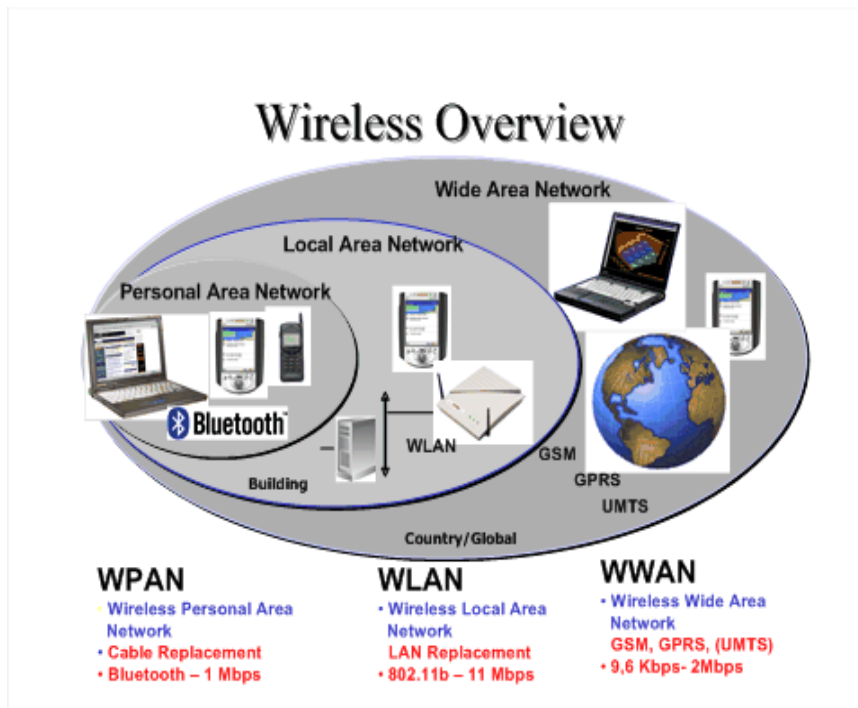 Wireless Overview
Wide Area Network
Local Area Network
Personal Area Network
Bluetooth™
WLAN
GSM
GPRS
UMTS
Building
Country/Global
WPAN
• Wireless Personal Area
Network
• Cable Replacement
• Bluetooth – 1 Mbps
WLAN
• Wireless Local Area
Network
LAN Replacement
• 802.11b – 11 Mbps
WWAN
• Wireless Wide Area
Network
GSM, GPRS, (UMTS)
• 9,6 Kbps- 2Mbps